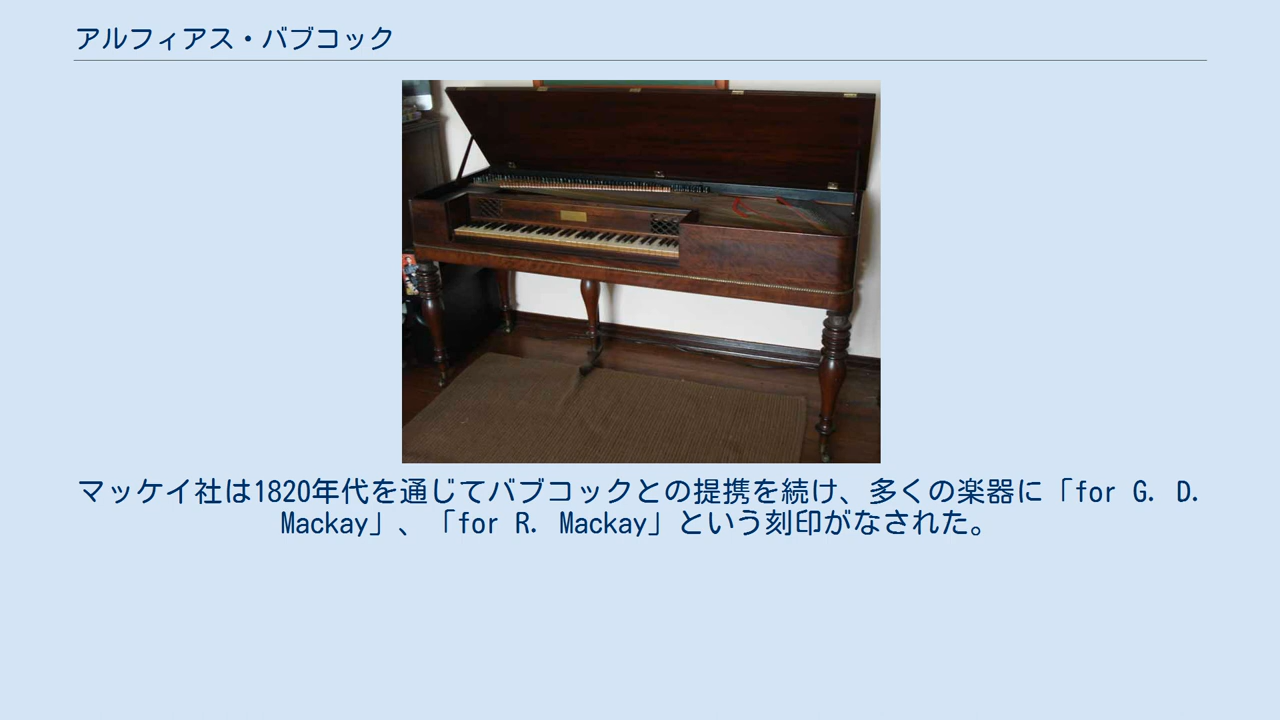 アルフィアス・バブコック
マッケイ社は1820年代を通じてバブコックとの提携を続け、多くの楽器に「for G. D.
Mackay」、「for R. Mackay」という刻印がなされた。